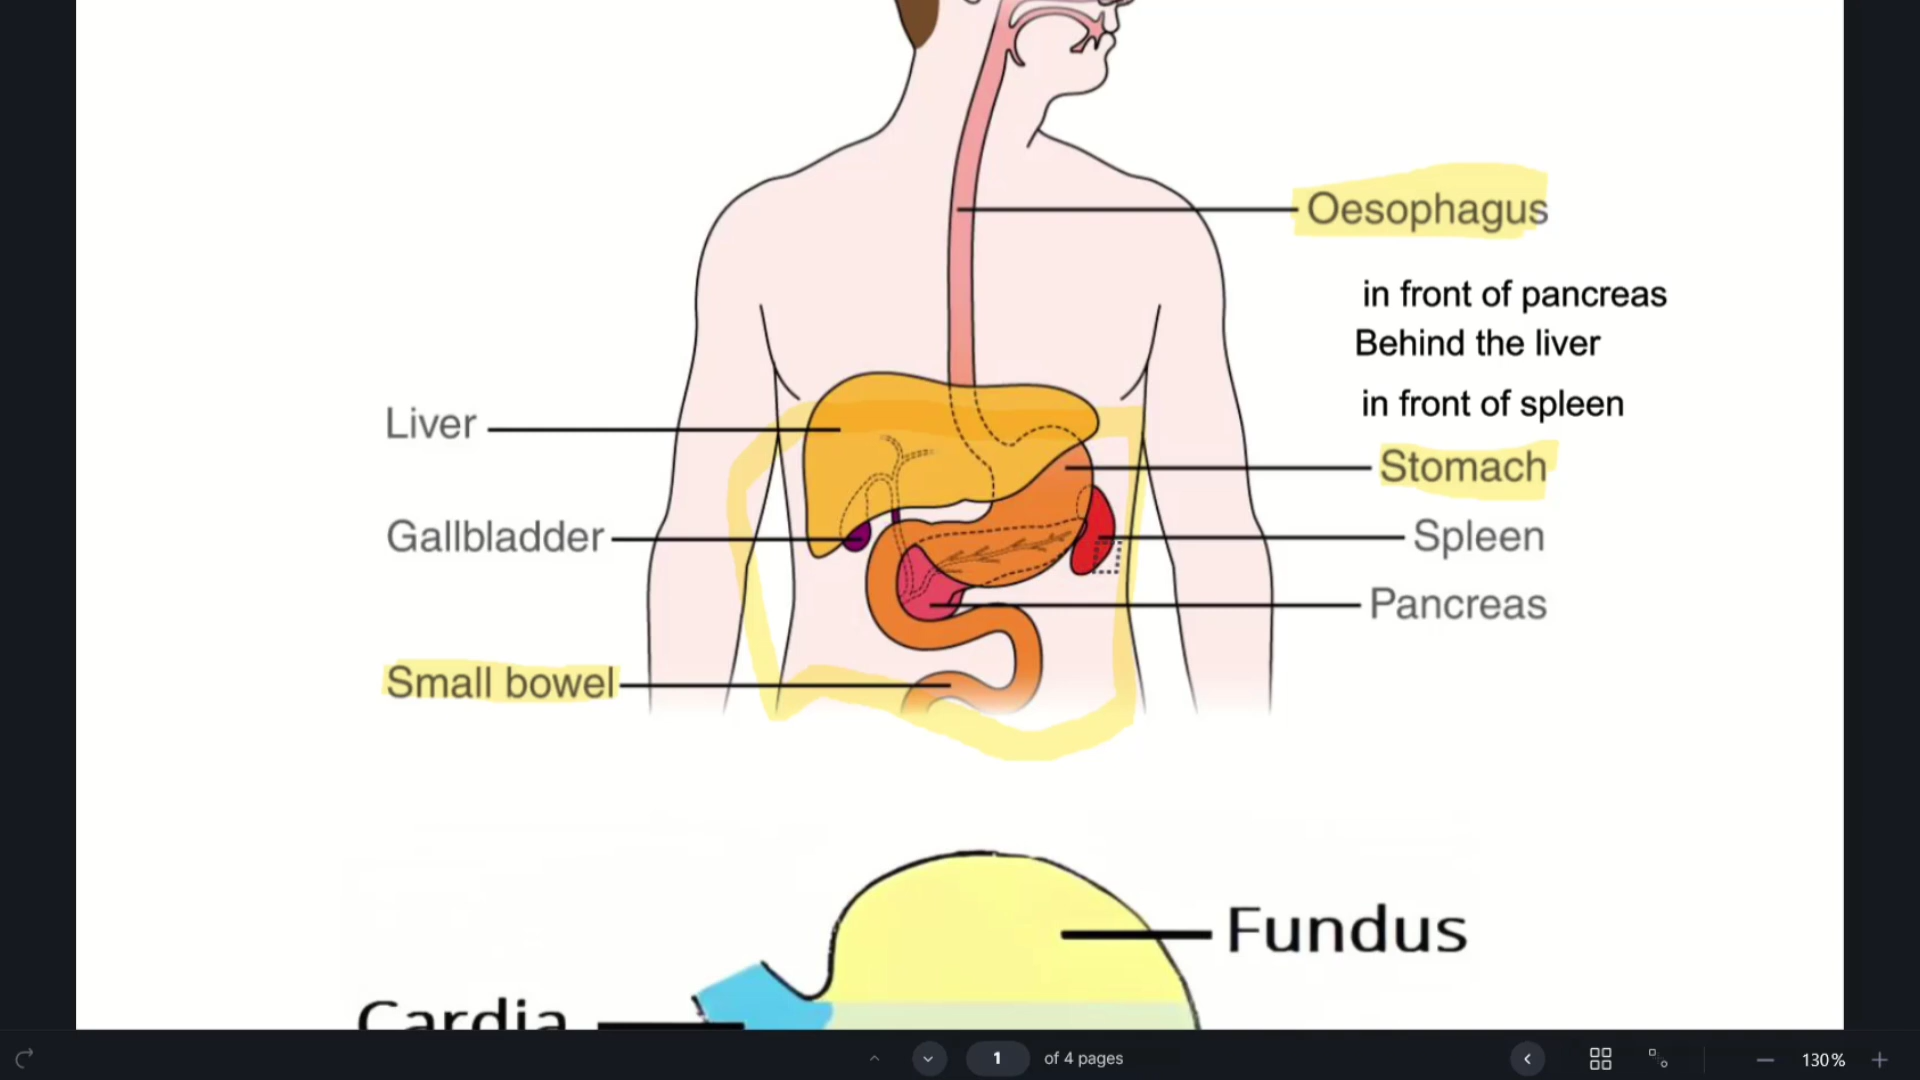 Oesophagus
in front of pancreas
Behind the liver
in front of spleen
Liver
Stomach
Gallbladder
Spleen
Pancreas
Small bowel
Fundus
Cardia
1 of 4 pages
130%